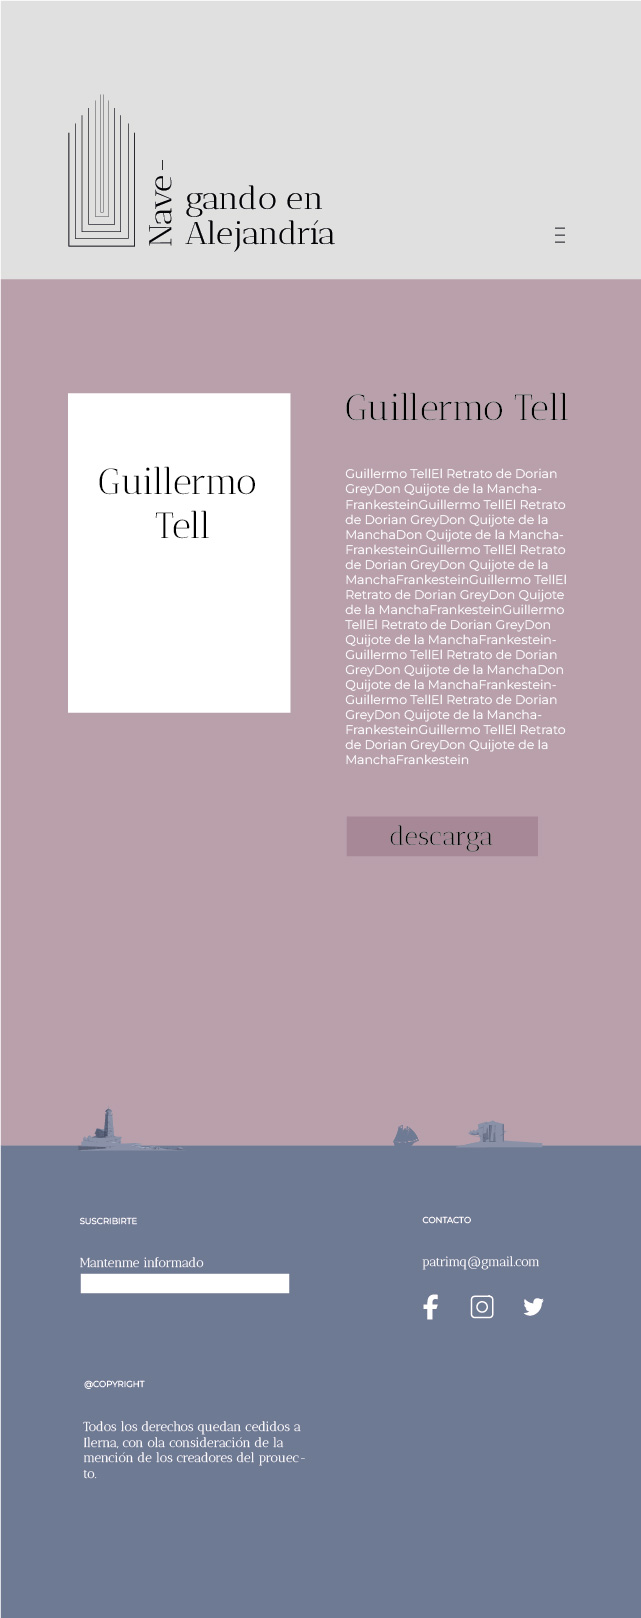 Nave-
gando en
Alejandría
Guillermo
Tell
Guillermo Tell
Guillermo TellEl Retrato de Dorian
GreyDon Quijote de la Mancha-
FrankesteinGuillermo TellEl Retrato
de Dorian GreyDon Quijote de la
ManchaDon Quijote de la Mancha-
FrankesteinGuillermo TellEl Retrato
de Dorian GreyDon Quijote de la
ManchaFrankesteinGuillermo TellEl
Retrato de Dorian GreyDon Quijote
de la ManchaFrankesteinGuillermo
TellEl Retrato de Dorian GreyDon
Quijote de la ManchaFrankestein-
Guillermo TellEl Retrato de Dorian
GreyDon Quijote de la ManchaDon
Quijote de la ManchaFrankestein-
Guillermo TellEl Retrato de Dorian
GreyDon Quijote de la Mancha-
FrankesteinGuillermo TellEl Retrato
de Dorian GreyDon Quijote de la
ManchaFrankestein
descarga
SUSCRIBIRTE
Mantenme informado
CONTACTO
patrimq@gmail.com
@COPYRIGHT
Todos los derechos quedan cedidos a
Ilerna, con ola consideración de la
mención de los creadores del prouec-
to.